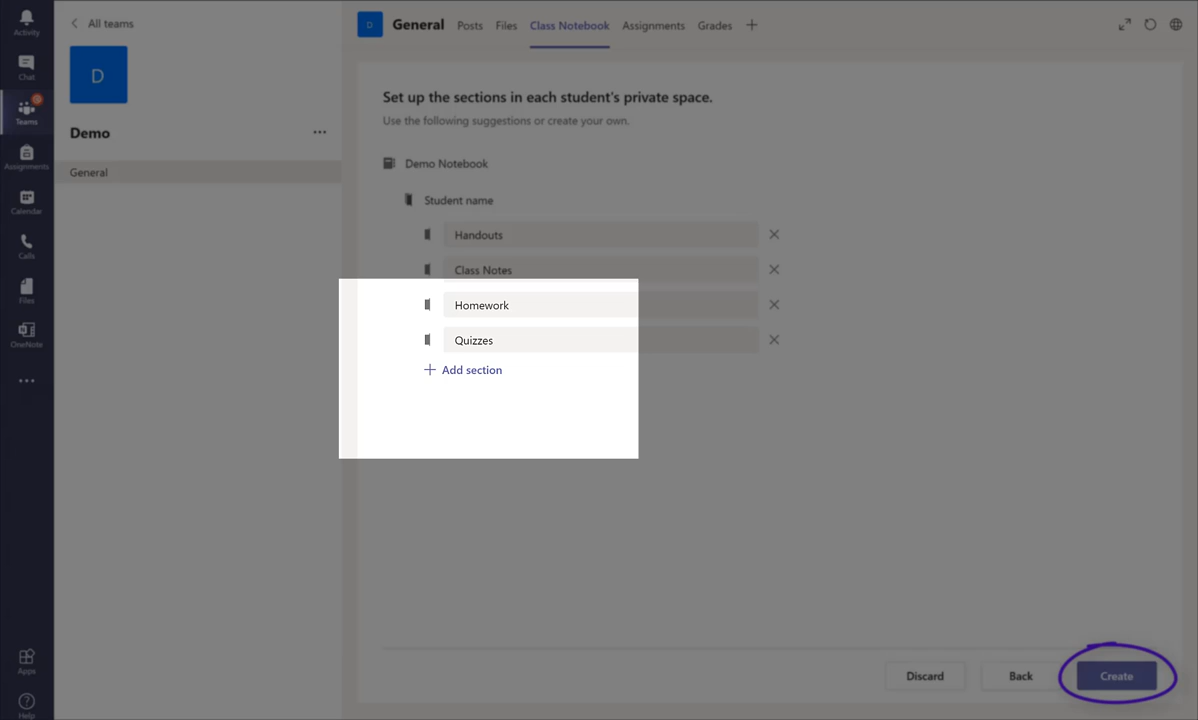 Activity
Chat
Teams
Assignments
Calendar
Calls
Files
OneNote
Apps
Help
All teams
D
Demo
General
D General Posts Files Class Notebook Assignments Grades
Set up the sections in each student's private space.
Use the following suggestions or create your own.
Demo Notebook
Student name
Handouts
Class Notes
Homework
Quizzes
Add section
Discard Back Create